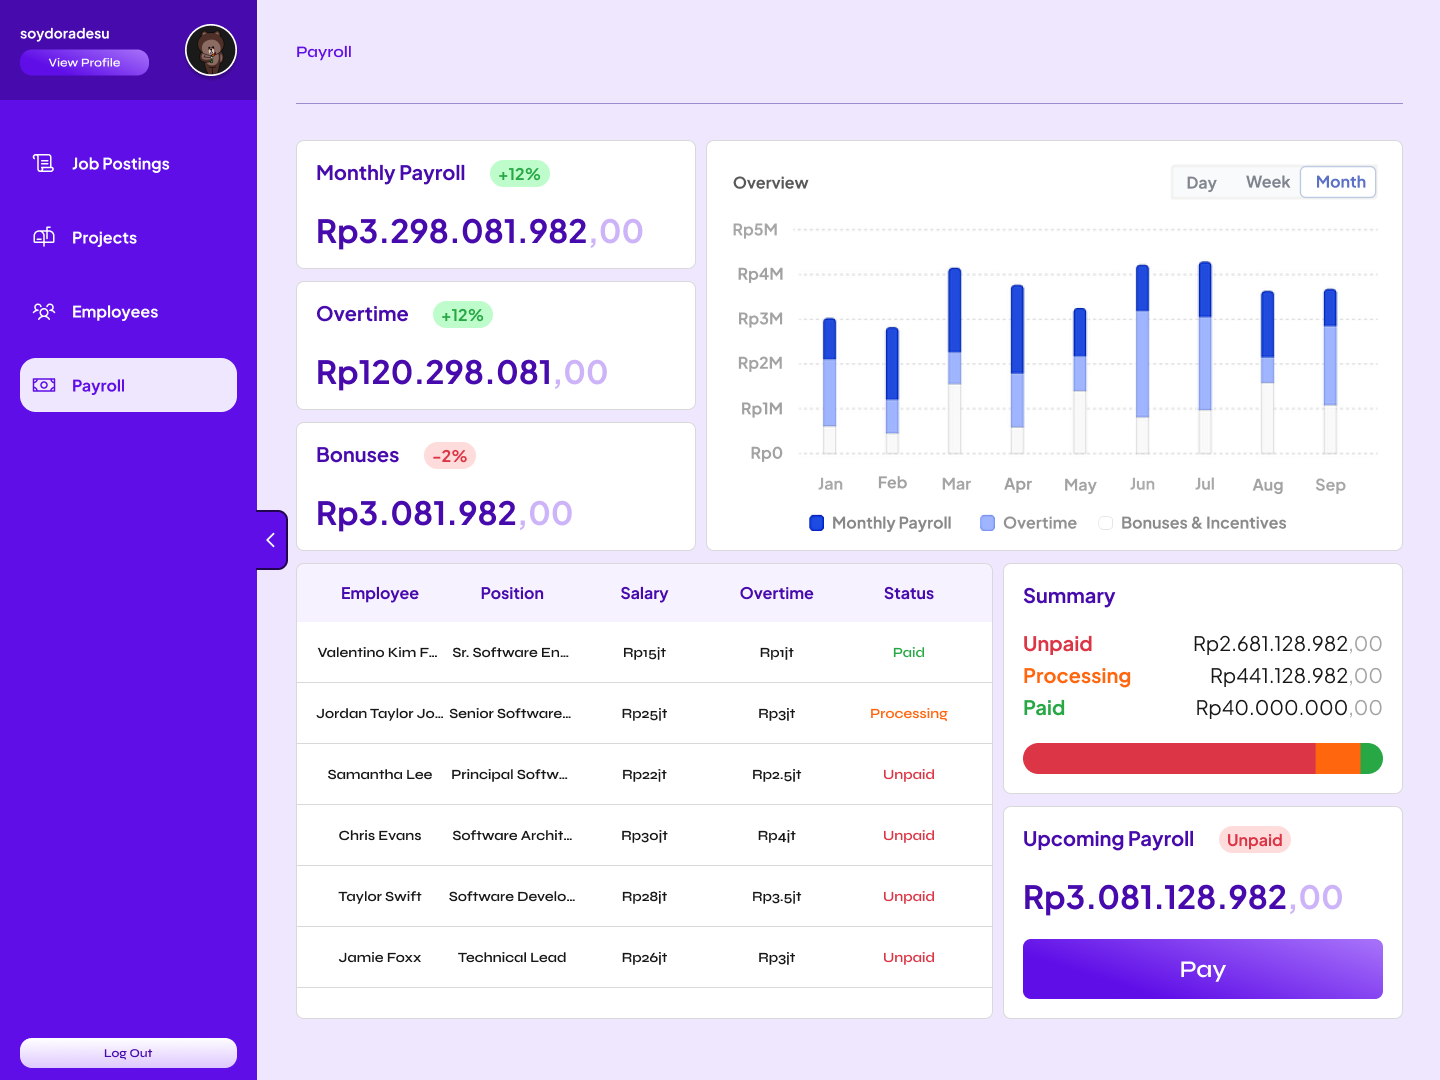 soydoradesu
View Profile
Job Postings
Projects
Employees
Payroll
Log Out
Payroll
Monthly Payroll +12%
Rp3.298.081.982,00
Overtime +12%
Rp120.298.081,00
Bonuses -2%
Rp3.081.982,00
Overview Day Week Month
Rp5M
Rp4M
Rp3M
Rp2M
Rp1M
Rp0
Jan Feb Mar Apr May Jun Jul Aug Sep
Monthly Payroll Overtime Bonuses & Incentives
Employee Position Salary Overtime Status
Valentino Kim F... Sr. Software En... Rp15jt Rp1jt Paid
Jordan Taylor Jo... Senior Software... Rp25jt Rp3jt Processing
Samantha Lee Principal Softw... Rp22jt Rp2.5jt Unpaid
Chris Evans Software Archit... Rp30jt Rp4jt Unpaid
Taylor Swift Software Develo... Rp28jt Rp3.5jt Unpaid
Jamie Foxx Technical Lead Rp26jt Rp3jt Unpaid
Summary
Unpaid Rp2.681.128.982,00
Processing Rp441.128.982,00
Paid Rp40.000.000,00
Upcoming Payroll Unpaid
Rp3.081.128.982,00
Pay